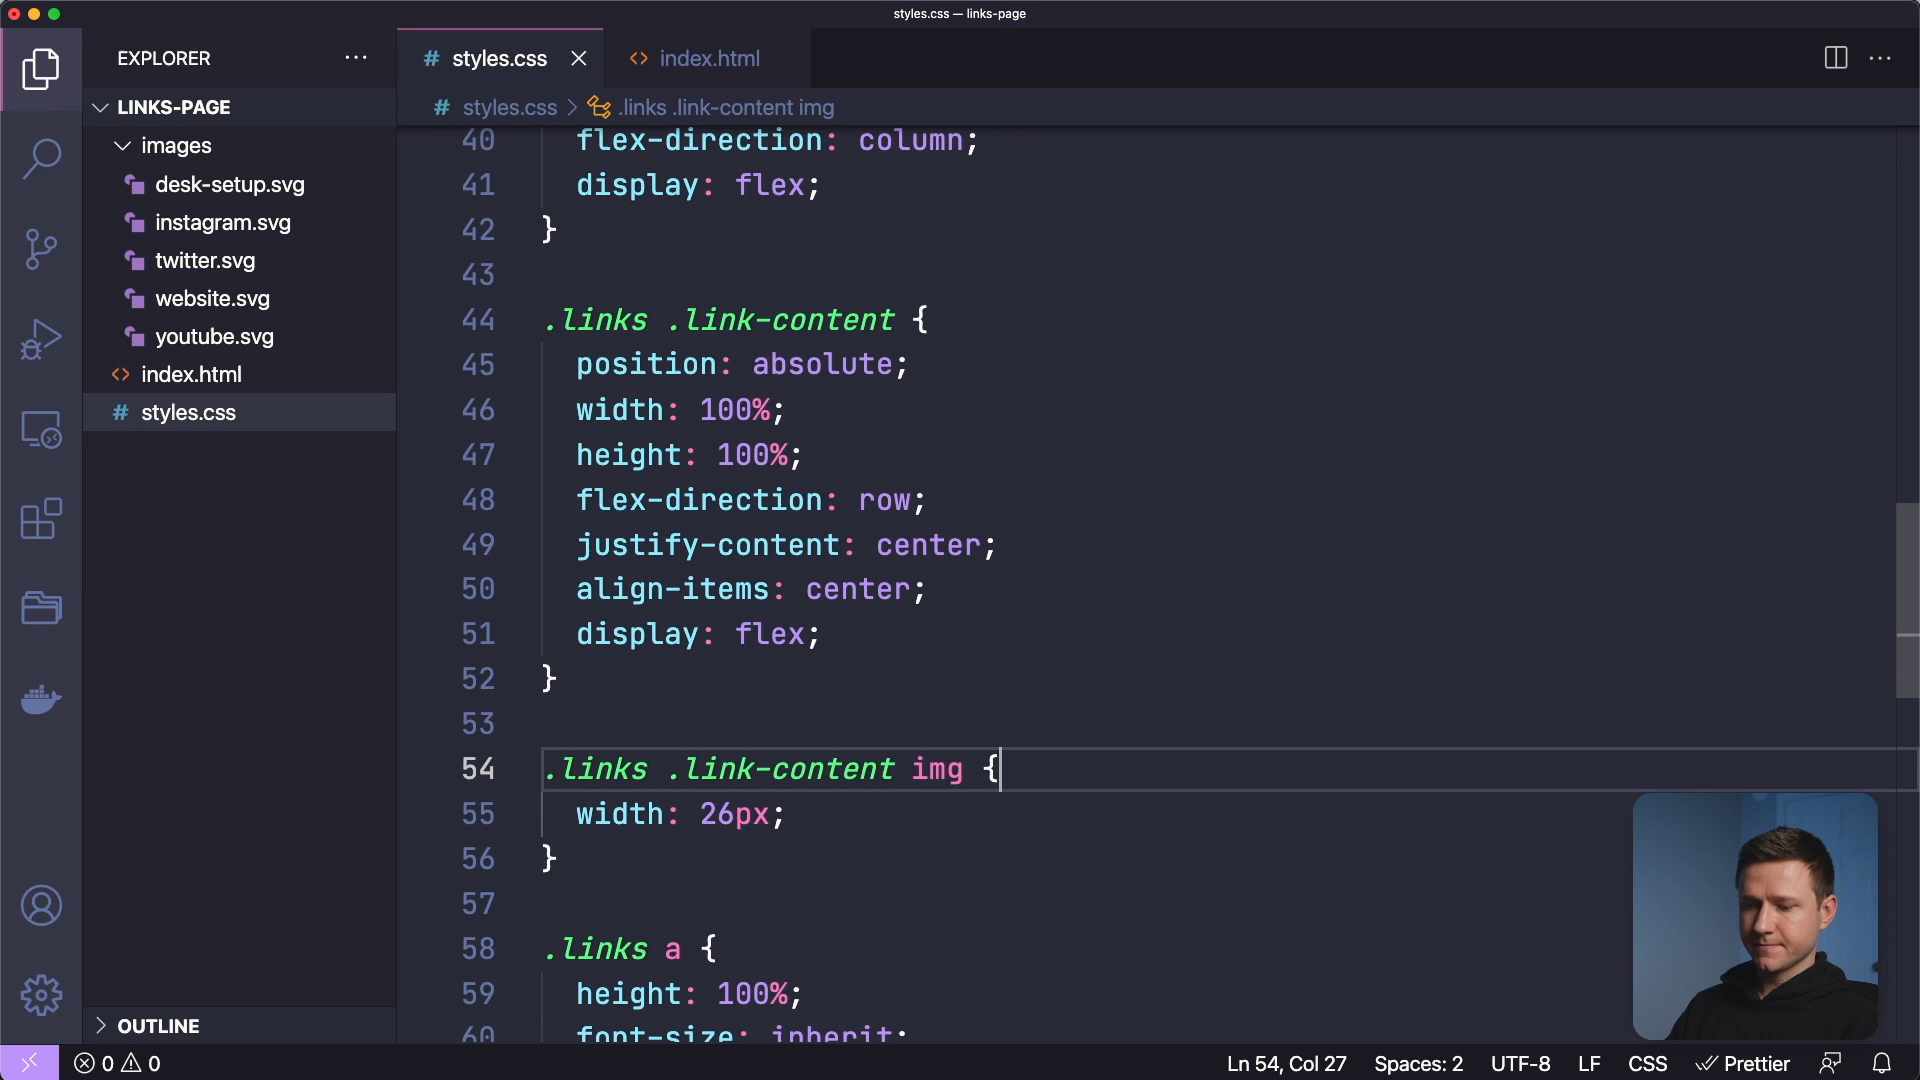 styles.css — links-page
EXPLORER
LINKS-PAGE
images
desk-setup.svg
instagram.svg
twitter.svg
website.svg
youtube.svg
index.html
styles.css
OUTLINE
# styles.css
index.html
# styles.css > .links .link-content img
40 flex-direction: column;
41 display: flex;
42 }
43
44 .links .link-content {
45 position: absolute;
46 width: 100%;
47 height: 100%;
48 flex-direction: row;
49 justify-content: center;
50 align-items: center;
51 display: flex;
52 }
53
54 .links .link-content img {
55 width: 26px;
56 }
57
58 .links a {
59 height: 100%;
60 font-size: inherit;
0 0 Ln 54, Col 27 Spaces: 2 UTF-8 LF CSS Prettier